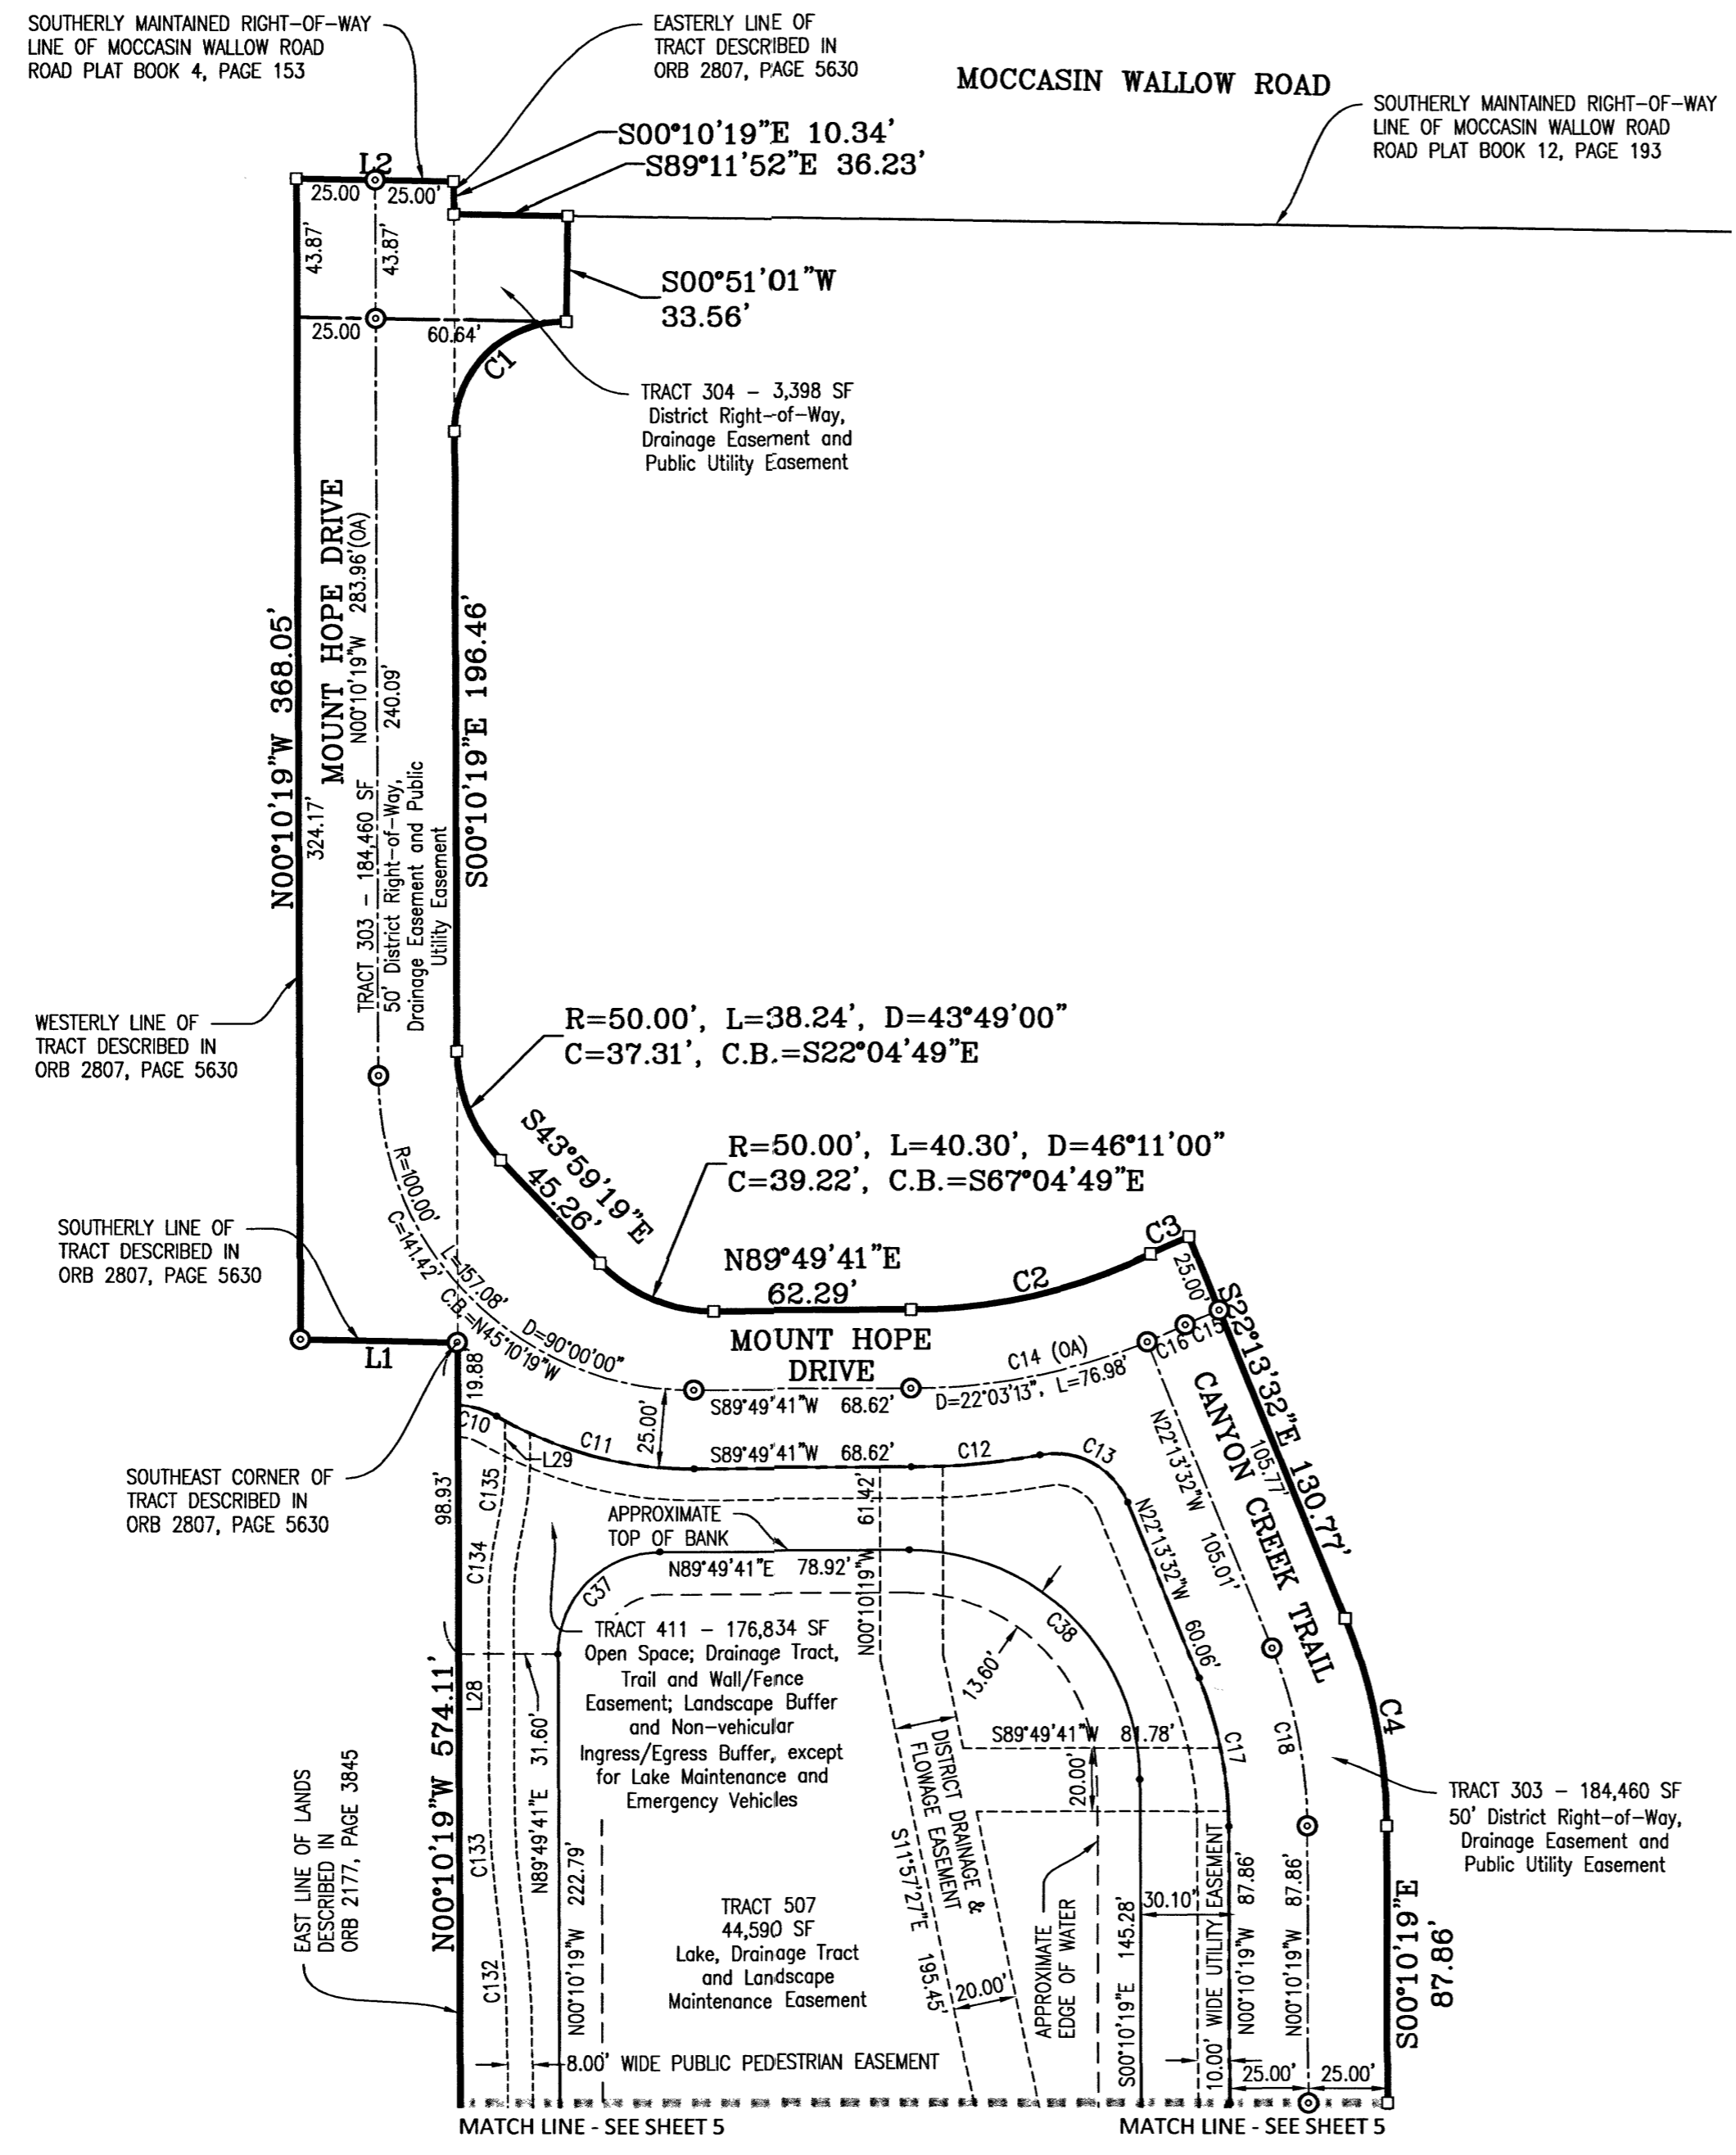 SOUTHERLY MAINTAINED RIGHT-OF-WAY
LINE OF MOCCASIN WALLOW ROAD
ROAD PLAT BOOK 4, PAGE 153
EASTERLY LINE OF
TRACT DESCRIBED IN
ORB 2807, PAGE 5630
MOCCASIN WALLOW ROAD
SOUTHERLY MAINTAINED RIGHT-OF-WAY
LINE OF MOCCASIN WALLOW ROAD
ROAD PLAT BOOK 12, PAGE 193
S00°10'19"E 10.34'
S89°11'52"E 36.23'
L2
25.00
25.00'
43.87'
43.87'
S00°51'01"W
33.56'
25.00
60.64'
C1
TRACT 304 - 3,398 SF
District Right-of-Way,
Drainage Easement and
Public Utility Easement
N00°10'19"W 368.05'
324.17'
MOUNT HOPE DRIVE
N00°10'19"W 283.96'(OA)
240.09'
TRACT 303 - 184,460 SF
50' District Right-of-Way,
Drainage Easement and Public
Utility Easement
S00°10'19"E 196.46'
WESTERLY LINE OF
TRACT DESCRIBED IN
ORB 2807, PAGE 5630
R=50.00', L=38.24', D=43°49'00"
C=37.31', C.B.=S22°04'49"E
S43°59'19"E
45.26'
R=50.00', L=40.30', D=46°11'00"
C=39.22', C.B.=S67°04'49"E
R=100.00'
C=141.42'
L=157.08'
C.B.=N45°10'19"W
D=90°00'00"
SOUTHERLY LINE OF
TRACT DESCRIBED IN
ORB 2807, PAGE 5630
L1
N89°49'41"E
62.29'
C2
C3
25.00'
MOUNT HOPE
DRIVE
C14 (OA)
D=22°03'13", L=76.98'
C16
C15
S22°13'32"E 130.77'
105.77'
CANYON CREEK TRAIL
N22°13'32"W 105.01'
S89°49'41"W 68.62'
25.00'
19.88
C10
C11
L29
S89°49'41"W 68.62'
C12
C13
SOUTHEAST CORNER OF
TRACT DESCRIBED IN
ORB 2807, PAGE 5630
98.93'
C135
C134
APPROXIMATE
TOP OF BANK
N89°49'41"E 78.92'
61.42'
N00°10'19"W
N22°13'32"W 60.06'
C37
C38
13.60'
TRACT 411 - 176,834 SF
Open Space; Drainage Tract,
Trail and Wall/Fence
Easement; Landscape Buffer
and Non-vehicular
Ingress/Egress Buffer, except
for Lake Maintenance and
Emergency Vehicles
L28
N89°49'41"E 31.60'
DISTRICT DRAINAGE &
FLOWAGE EASEMENT
S89°49'41"W 81.78'
20.00'
C17
C18
C4
TRACT 303 - 184,460 SF
50' District Right-of-Way,
Drainage Easement and
Public Utility Easement
EAST LINE OF LANDS
DESCRIBED IN
ORB 2177, PAGE 3845
N00°10'19"W 574.11'
C133
C132
N00°10'19"W 222.79'
TRACT 507
44,590 SF
Lake, Drainage Tract
and Landscape
Maintenance Easement
S11°57'27"E 195.45'
20.00'
APPROXIMATE
EDGE OF WATER
S00°10'19"E 145.28'
30.10'
10.00' WIDE UTILITY EASEMENT
N00°10'19"W 87.86'
N00°10'19"W 87.86'
S00°10'19"E
87.86'
8.00' WIDE PUBLIC PEDESTRIAN EASEMENT
25.00'
25.00'
MATCH LINE - SEE SHEET 5
MATCH LINE - SEE SHEET 5